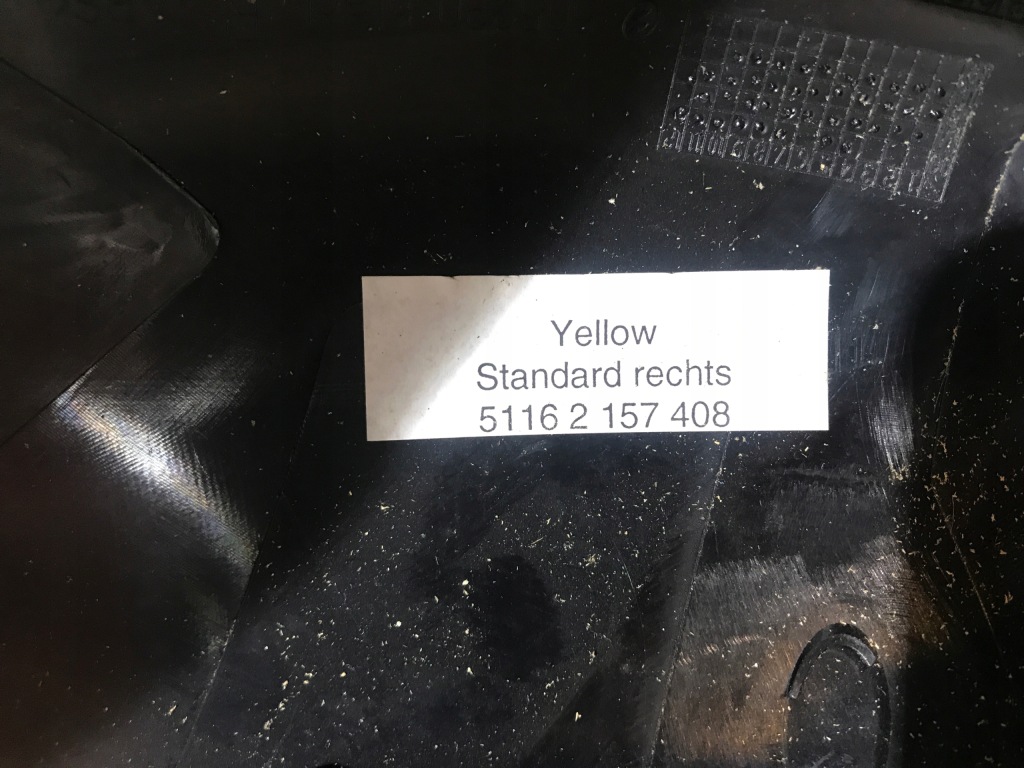 Yellow
Standard rechts
5116 2 157 408